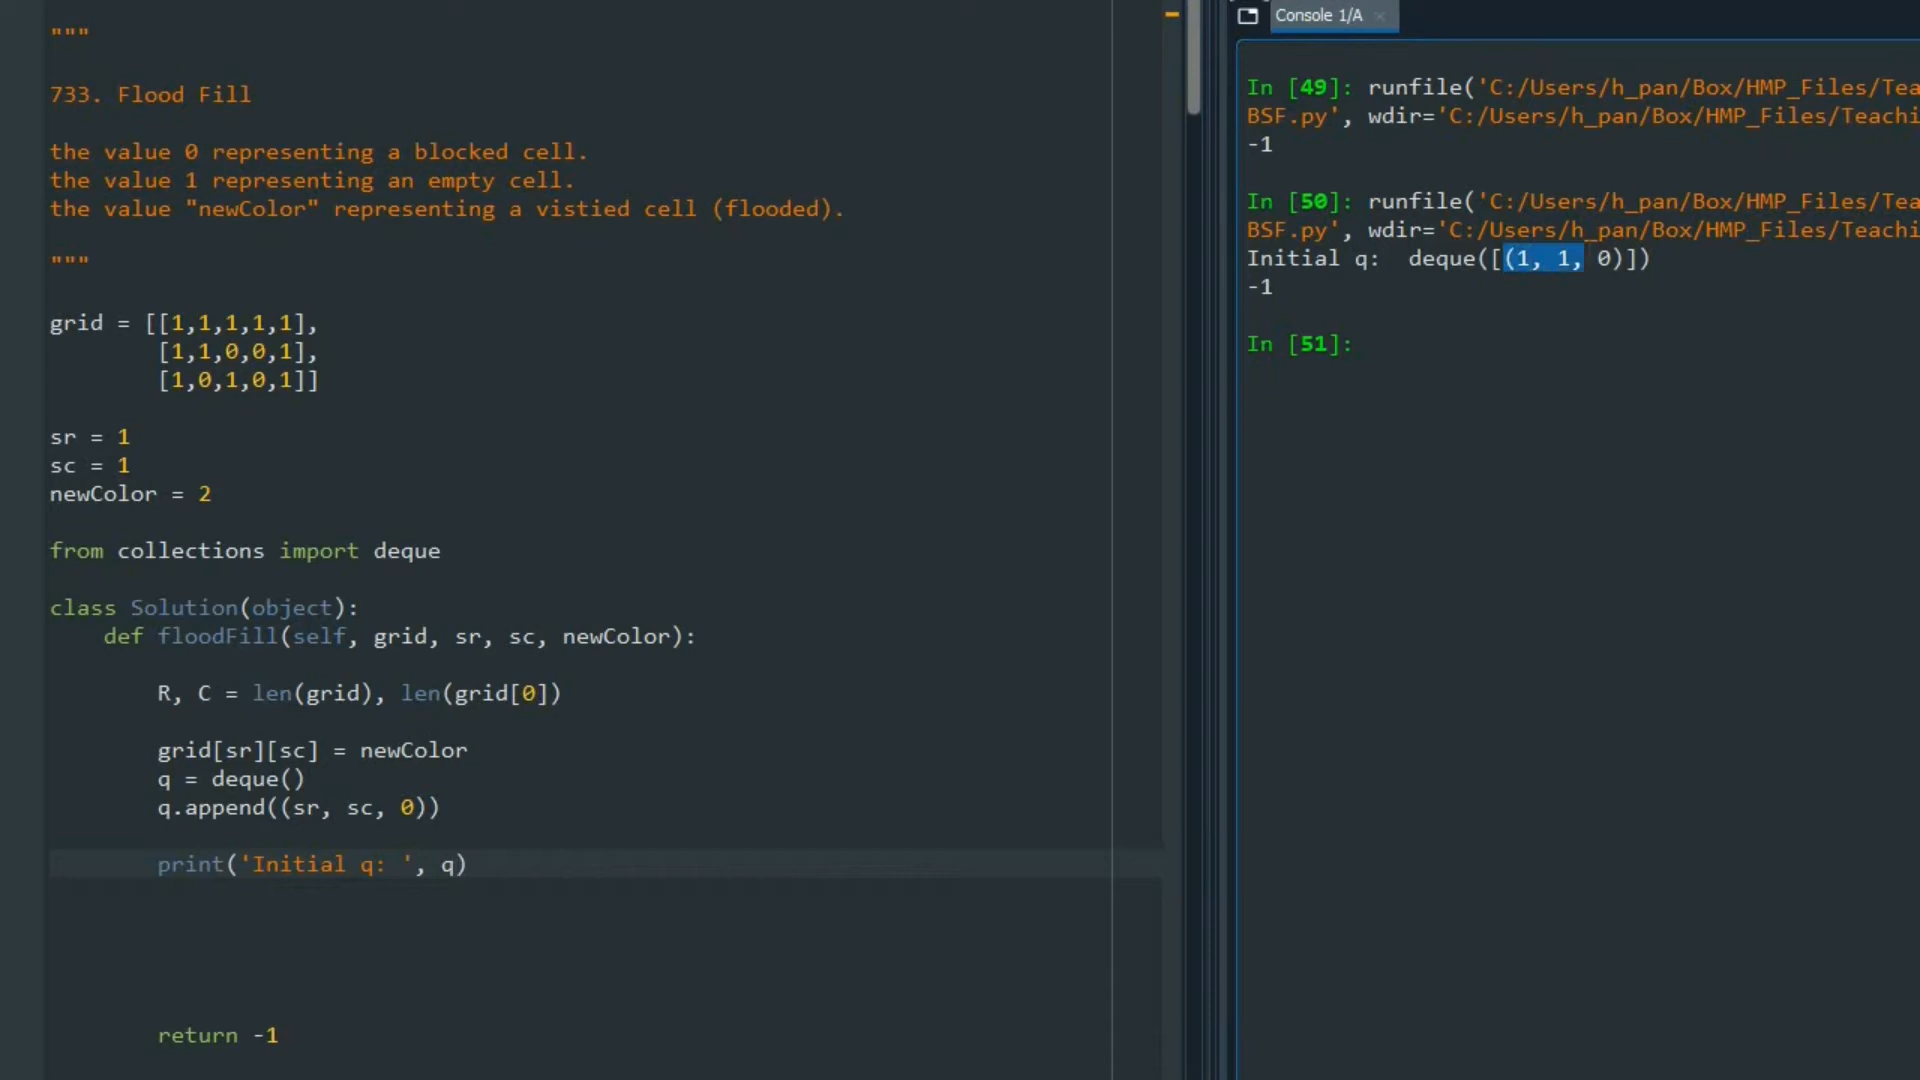 """
733. Flood Fill
the value 0 representing a blocked cell.
the value 1 representing an empty cell.
the value "newColor" representing a vistied cell (flooded).
"""
grid = [[1,1,1,1,1],
[1,1,0,0,1],
[1,0,1,0,1]]
sr = 1
sc = 1
newColor = 2
from collections import deque
class Solution(object):
def floodFill(self, grid, sr, sc, newColor):
R, C = len(grid), len(grid[0])
grid[sr][sc] = newColor
q = deque()
q.append((sr, sc, 0))
print('Initial q: ', q)
return -1
Console 1/A
In [49]: runfile('C:/Users/h_pan/Box/HMP_Files/Tea
BSF.py', wdir='C:/Users/h_pan/Box/HMP_Files/Teachi
-1
In [50]: runfile('C:/Users/h_pan/Box/HMP_Files/Tea
BSF.py', wdir='C:/Users/h_pan/Box/HMP_Files/Teachi
Initial q:  deque([(1, 1, 0)])
-1
In [51]: